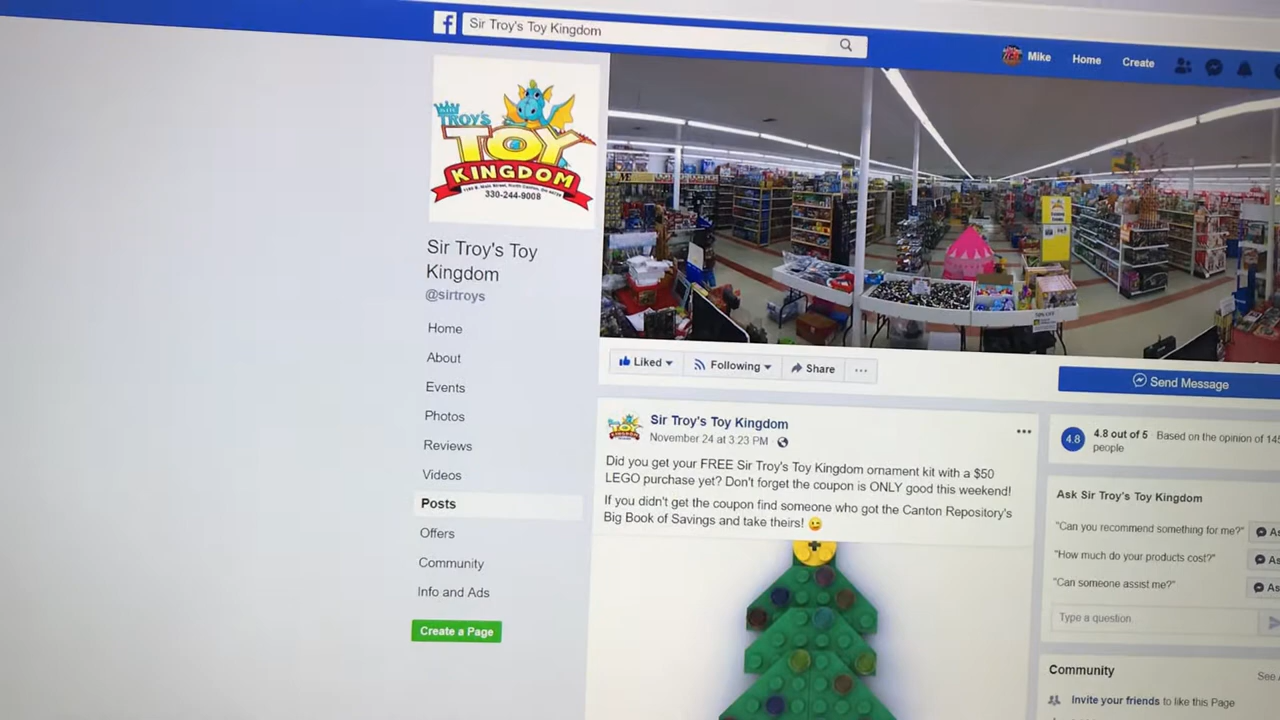 Sir Troy's Toy Kingdom
Mike
Home
Create
SIR
TROY'S
TOY
KINGDOM
330-244-9008
Sir Troy's Toy
Kingdom
@sirtroys
Home
About
Events
Photos
Reviews
Videos
Posts
Offers
Community
Info and Ads
Create a Page
Liked
Following
Share
Send Message
Sir Troy's Toy Kingdom
November 24 at 3:23 PM
Did you get your FREE Sir Troy's Toy Kingdom ornament kit with a $50
LEGO purchase yet? Don't forget the coupon is ONLY good this weekend!
If you didn't get the coupon find someone who got the Canton Repository's
Big Book of Savings and take theirs!
4.8
4.8 out of 5 Based on the opinion of 145
people
Ask Sir Troy's Toy Kingdom
"Can you recommend something for me?"
"How much do your products cost?"
"Can someone assist me?"
Type a question
Community
See
Invite your friends to like this Page